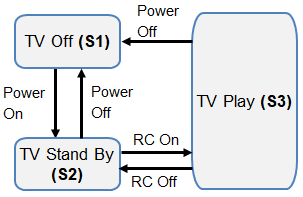 Power
Off
TV Off (S1)
TV Play (S3)
Power
On
Power
Off
TV Stand By
(S2)
RC On
RC Off